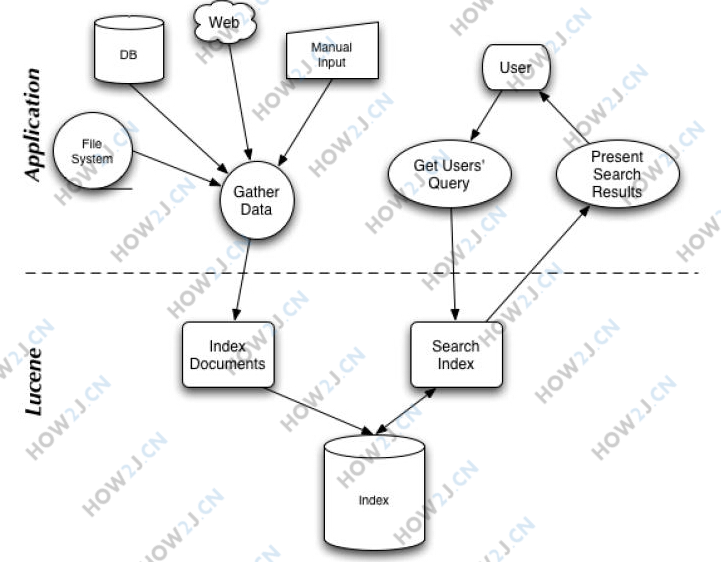 Web
DB
Manual
Input
User
Application
File
System
Gather
Data
Get Users'
Query
Present
Search
Results
Lucene
Index
Documents
Search
Index
Index
HOW2J.CN